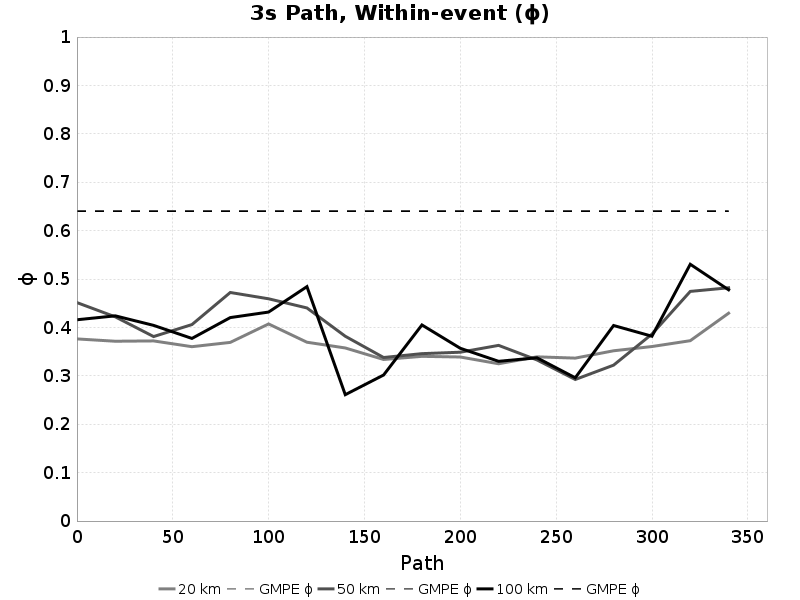 3s Path, Within-event (ϕ)
1
0.9
0.8
0.7
0.6
0.5
0.4
0.3
0.2
0.1
0
ϕ
0 50 100 150 200 250 300 350
Path
20 km GMPE ϕ 50 km GMPE ϕ 100 km GMPE ϕ